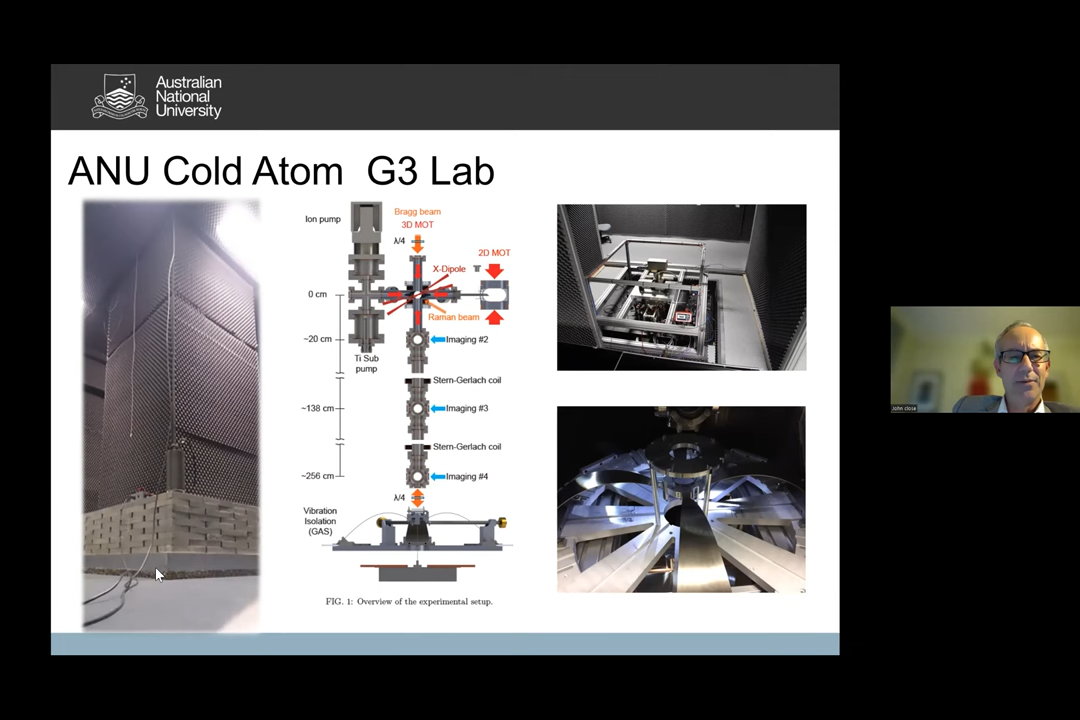 Australian
National
University
ANU Cold Atom G3 Lab
Ion pump
Bragg beam
3D MOT
λ/4
2D MOT
X-Dipole
0 cm
Raman beam
~20 cm
Imaging #2
Ti Sub
pump
Stern-Gerlach coil
~138 cm
Imaging #3
Stern-Gerlach coil
~256 cm
Imaging #4
λ/4
Vibration
Isolation
(GAS)
FIG. 1: Overview of the experimental setup.
John close